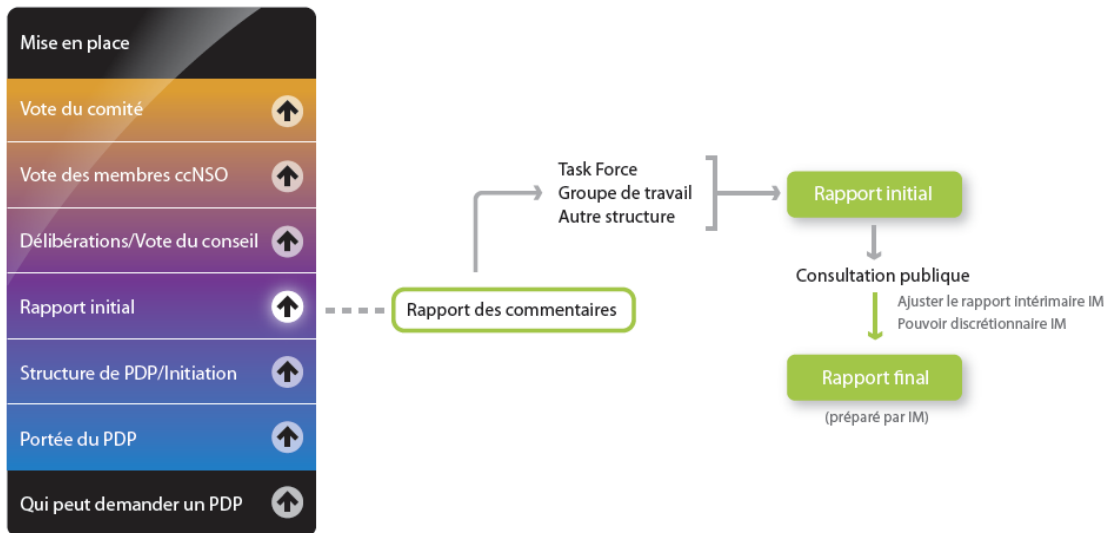 Mise en place
Vote du comité
Vote des membres ccNSO
Délibérations/Vote du conseil
Rapport initial
Structure de PDP/Initiation
Portée du PDP
Qui peut demander un PDP
Rapport des commentaires
Task Force
Groupe de travail
Autre structure
Rapport initial
Consultation publique
Ajuster le rapport intérimaire IM
Pouvoir discrétionnaire IM
Rapport final
(préparé par IM)